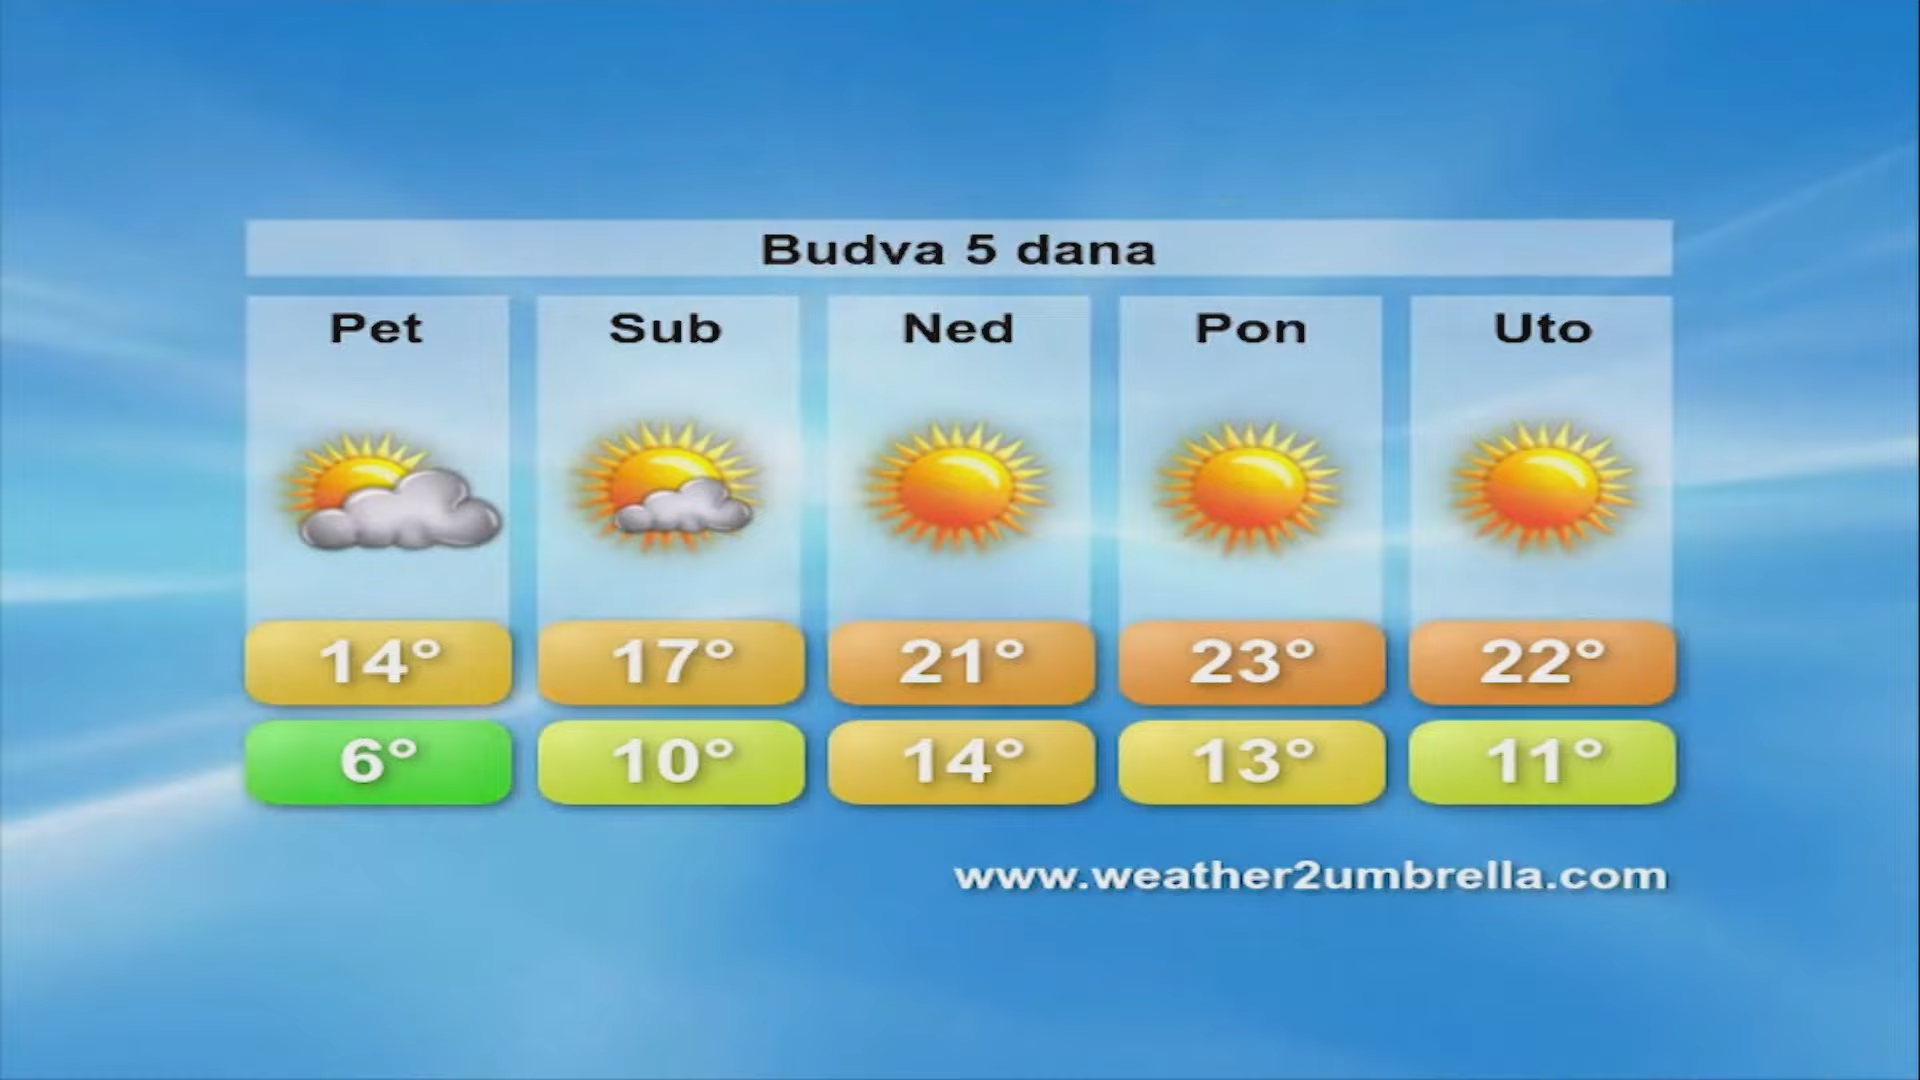 Budva 5 dana
Pet Sub Ned Pon Uto
14° 17° 21° 23° 22°
6° 10° 14° 13° 11°
www.weather2umbrella.com